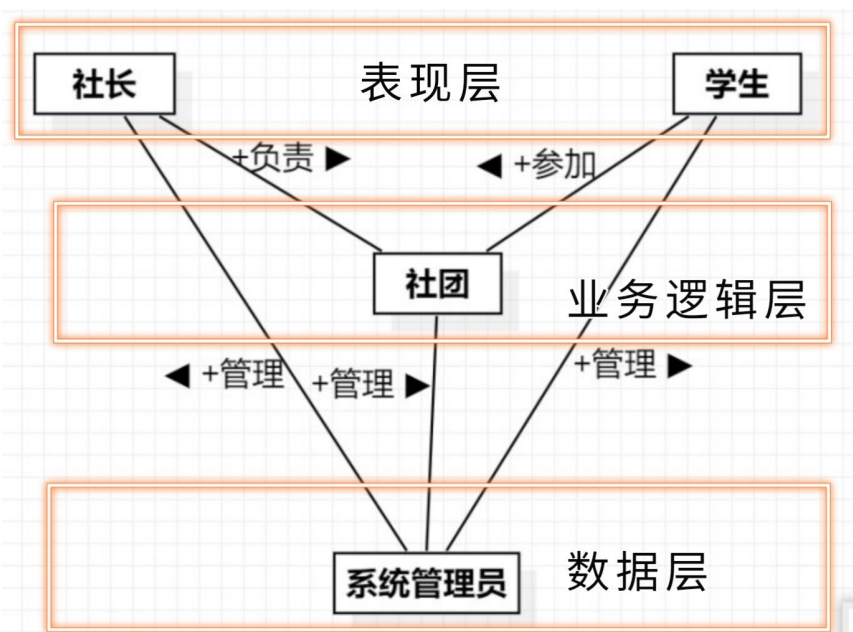 社长
表现层
学生
+负责 ▶
◀ +参加
社团
业务逻辑层
◀ +管理
+管理 ▶
+管理 ▶
系统管理员
数据层